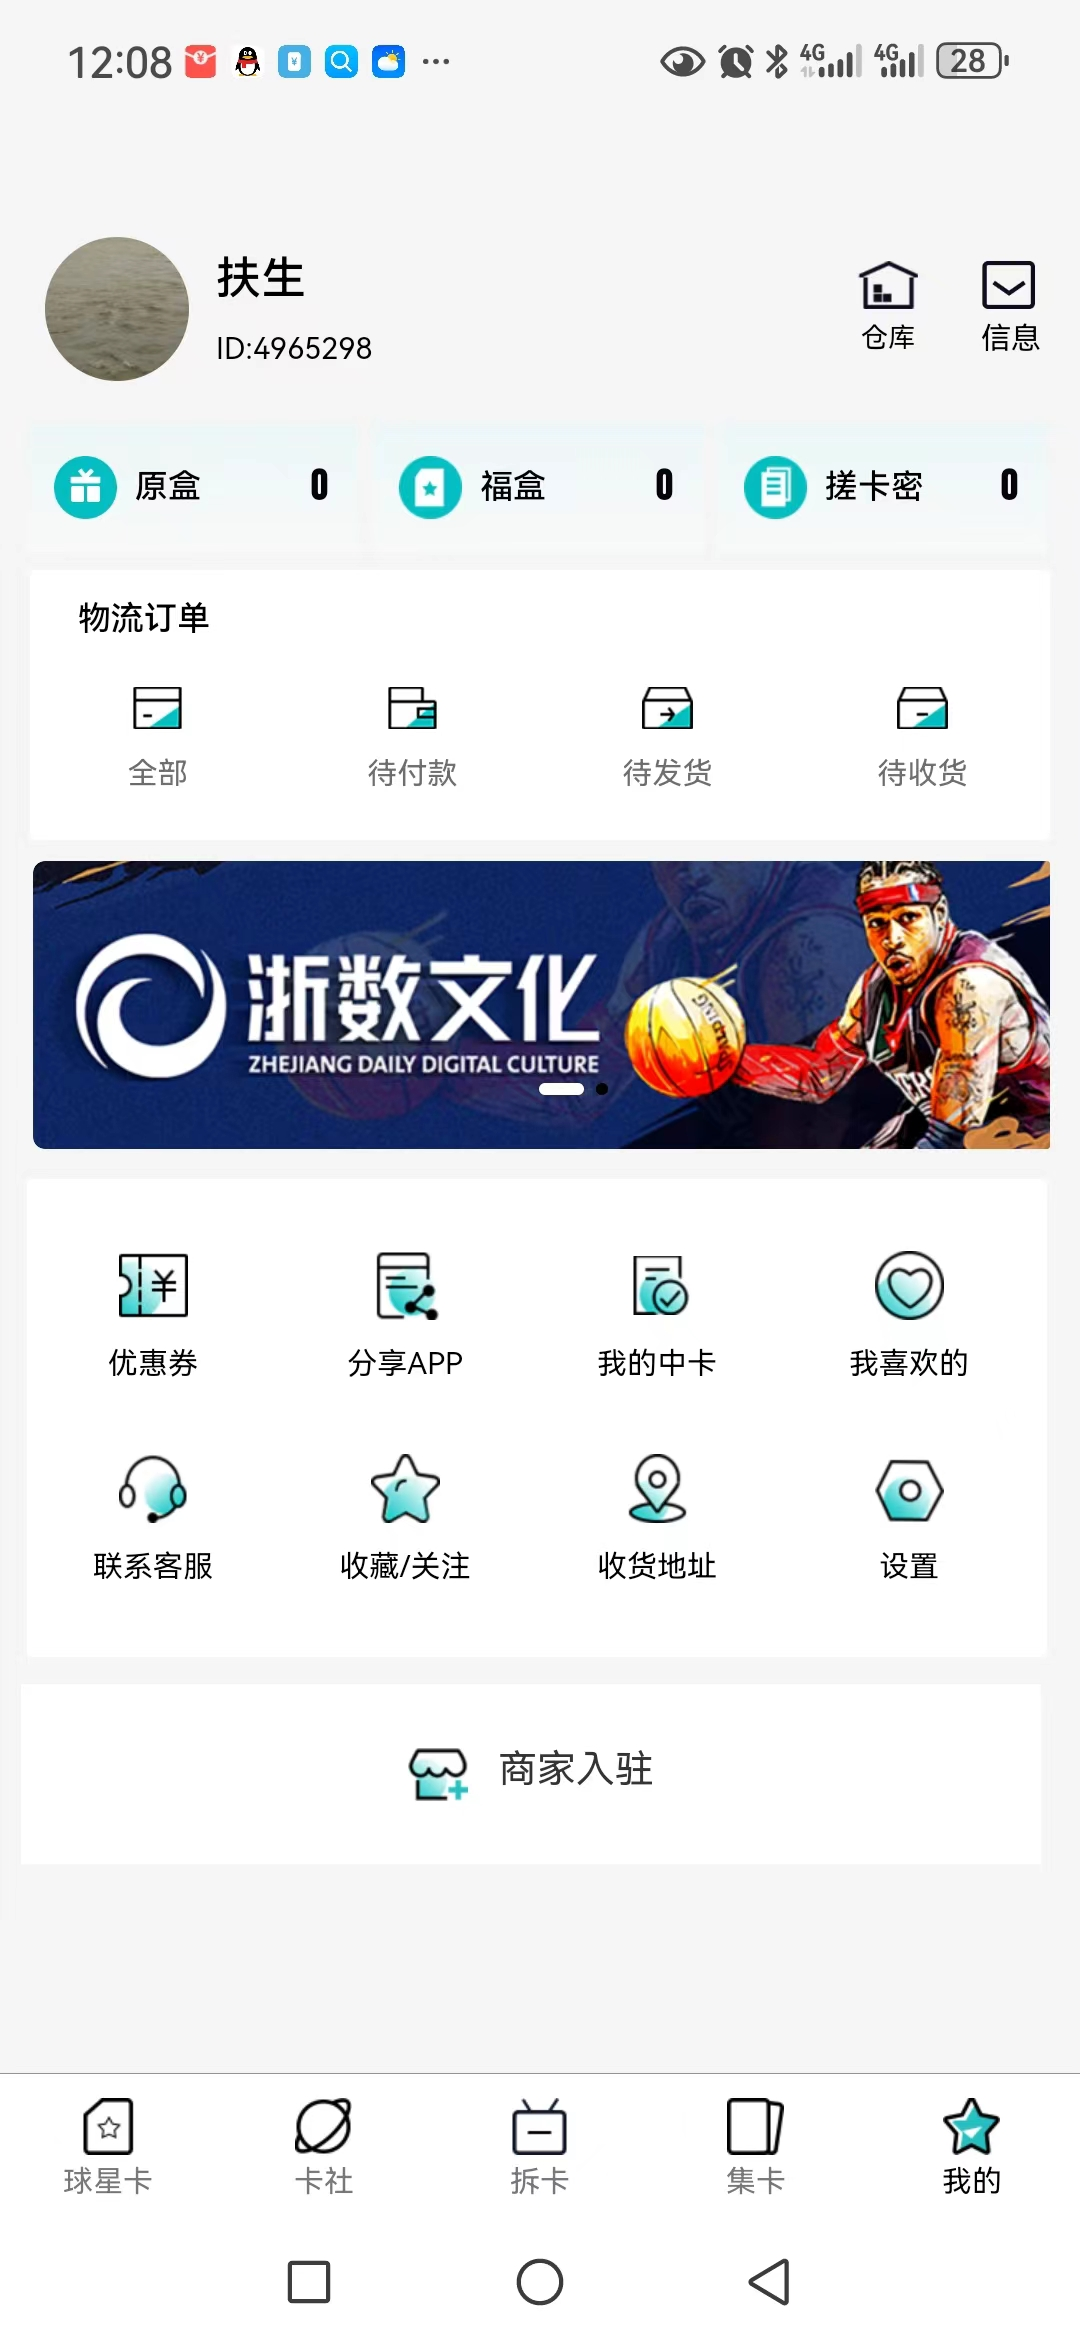 12:08
4G 4G 28
扶生
ID:4965298
仓库 信息
原盒 0 福盒 0 搓卡密 0
物流订单
全部 待付款 待发货 待收货
浙数文化
ZHEJIANG DAILY DIGITAL CULTURE
优惠券 分享APP 我的中卡 我喜欢的
联系客服 收藏/关注 收货地址 设置
商家入驻
球星卡 卡社 拆卡 集卡 我的